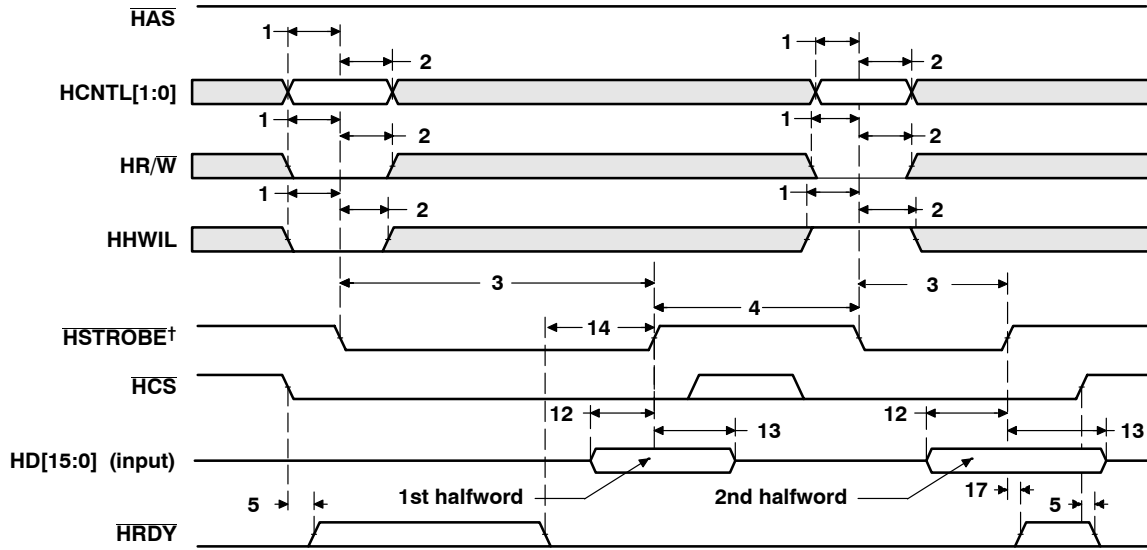 HAS
1
2
1
2
HCNTL[1:0]
1
2
1
2
HR/W
1
2
1
2
HHWIL
3
4
3
14
HSTROBE†
HCS
12
13
12
13
HD[15:0] (input)
1st halfword
2nd halfword
5
17
5
HRDY